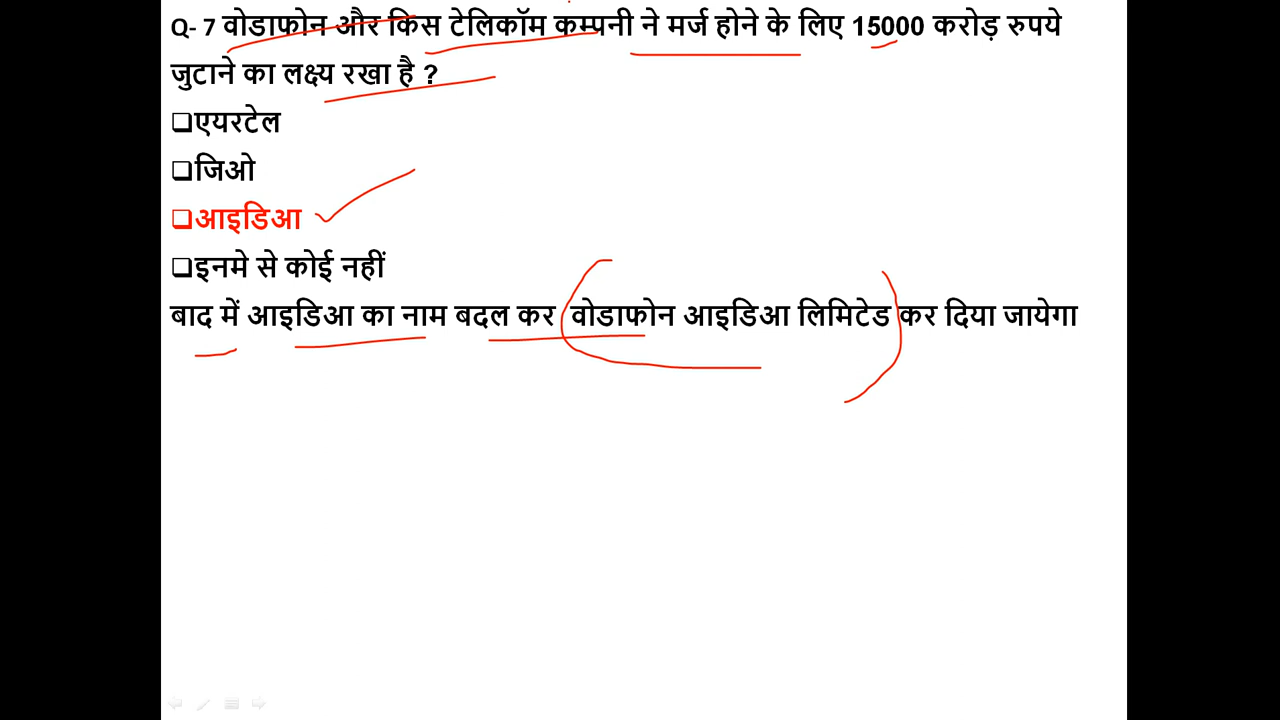 Q- 7 वोडाफोन और किस टेलिकॉम कम्पनी ने मर्ज होने के लिए 15000 करोड़ रुपये
जुटाने का लक्ष्य रखा है ?
❑एयरटेल
❑जिओ
❑आइडिआ
❑इनमे से कोई नहीं
बाद में आइडिआ का नाम बदल कर वोडाफोन आइडिआ लिमिटेड कर दिया जायेगा